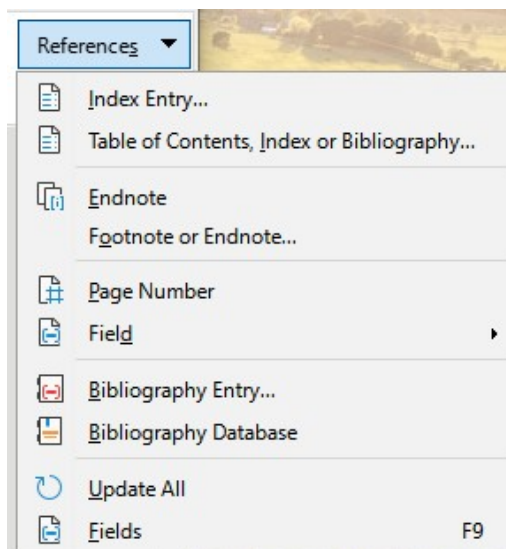 References
Index Entry...
Table of Contents, Index or Bibliography...
Endnote
Footnote or Endnote...
Page Number
Field
Bibliography Entry...
Bibliography Database
Update All
Fields F9